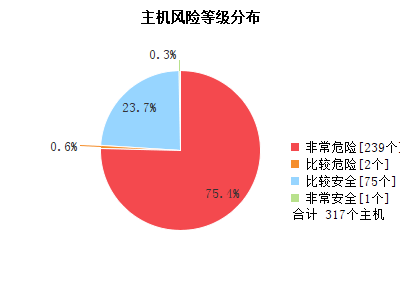 主机风险等级分布
0.3%
23.7%
0.6%
75.4%
非常危险[239个]
比较危险[2个]
比较安全[75个]
非常安全[1个]
合计 317个主机